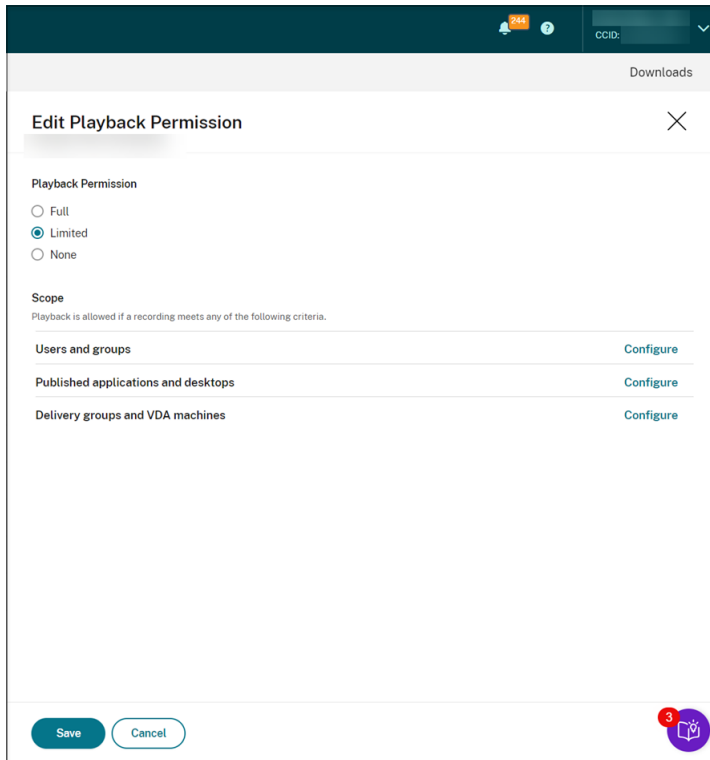 244
?
CCID:
Downloads
Edit Playback Permission
Playback Permission
Full
Limited
None
Scope
Playback is allowed if a recording meets any of the following criteria.
Users and groups Configure
Published applications and desktops Configure
Delivery groups and VDA machines Configure
Save Cancel
3